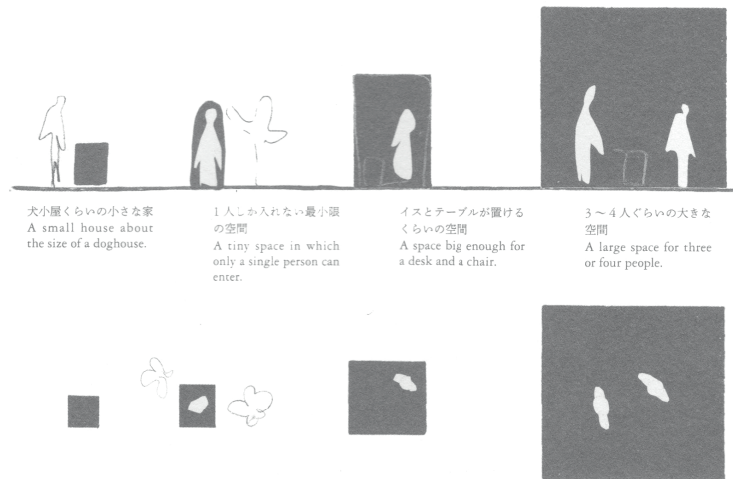 犬小屋くらいの小さな家
A small house about
the size of a doghouse.
1人しか入れない最小限
の空間
A tiny space in which
only a single person can
enter.
イスとテーブルが置ける
くらいの空間
A space big enough for
a desk and a chair.
3〜4人ぐらいの大きな
空間
A large space for three
or four people.